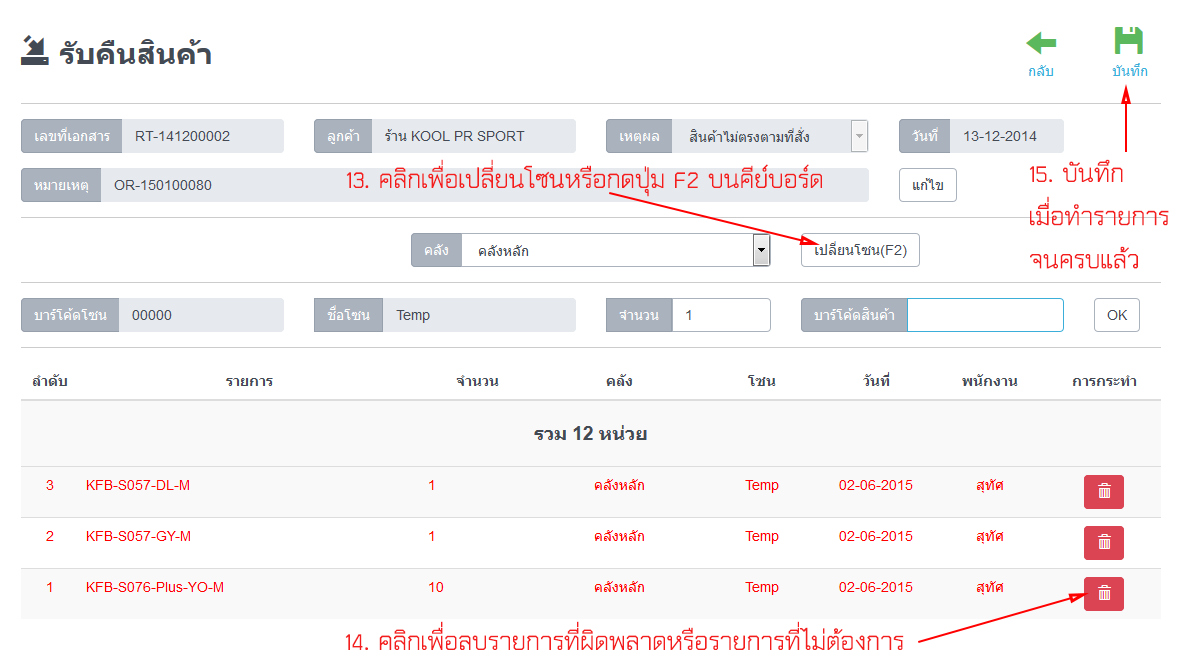 รับคืนสินค้า
กลับ
บันทึก
เลขที่เอกสาร RT-141200002 ลูกค้า ร้าน KOOL PR SPORT เหตุผล สินค้าไม่ตรงตามที่สั่ง วันที่ 13-12-2014
หมายเหตุ OR-150100080 แก้ไข
13. คลิกเพื่อเปลี่ยนโซนหรือกดปุ่ม F2 บนคีย์บอร์ด
15. บันทึก
เมื่อทำรายการ
จนครบแล้ว
คลัง คลังหลัก เปลี่ยนโซน(F2)
บาร์โค้ดโซน 00000 ชื่อโซน Temp จำนวน 1 บาร์โค้ดสินค้า OK
ลำดับ รายการ จำนวน คลัง โซน วันที่ พนักงาน การกระทำ
รวม 12 หน่วย
3 KFB-S057-DL-M 1 คลังหลัก Temp 02-06-2015 สุทัศ
2 KFB-S057-GY-M 1 คลังหลัก Temp 02-06-2015 สุทัศ
1 KFB-S076-Plus-YO-M 10 คลังหลัก Temp 02-06-2015 สุทัศ
14. คลิกเพื่อลบรายการที่ผิดพลาดหรือรายการที่ไม่ต้องการ